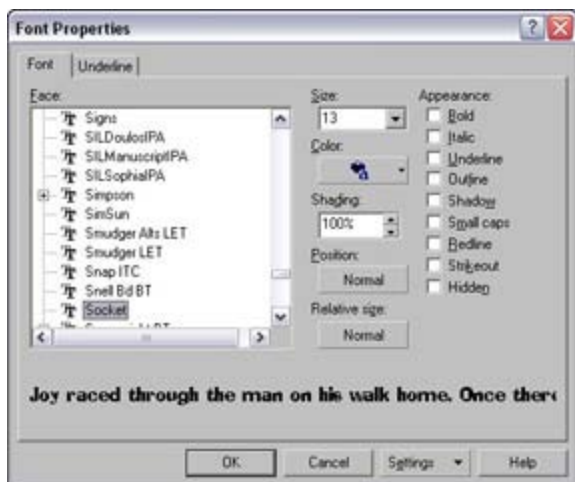 Font Properties
Font Underline
Face:
Signs
SILDoulosIPA
SILManuscriptIPA
SILSophiaIPA
Simpson
SimSun
Smudger Alts LET
Smudger LET
Snap ITC
Snell Bd BT
Socket
Size:
13
Color:
Shading:
100%
Position:
Normal
Relative size:
Normal
Appearance:
Bold
Italic
Underline
Outline
Shadow
Small caps
Redline
Strikeout
Hidden
Joy raced through the man on his walk home. Once there
OK Cancel Settings Help